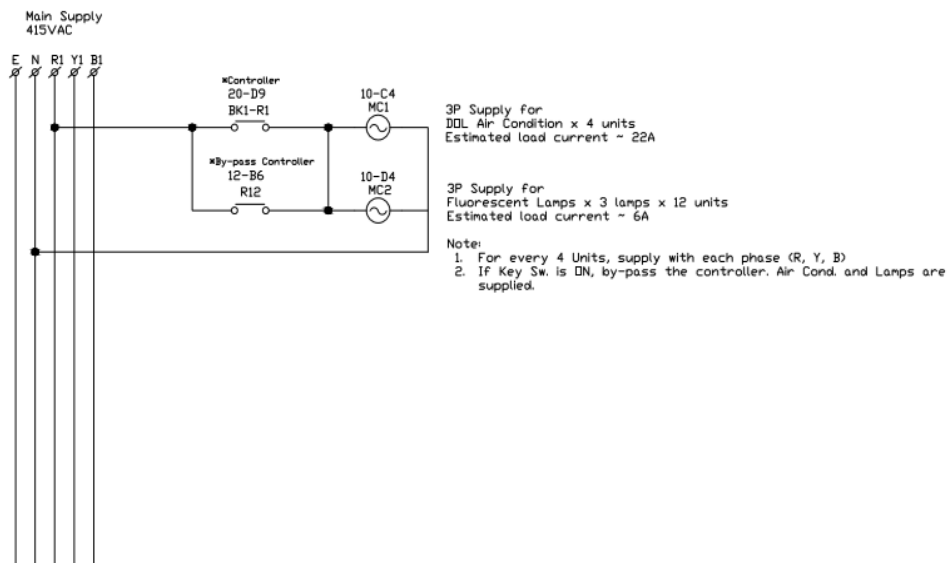 Main Supply
415VAC
E N R1 Y1 B1
*Controller
20-D9
BK1-R1
10-C4
MC1
3P Supply for
DOL Air Condition x 4 units
Estimated load current ~ 22A
*By-pass Controller
12-B6
R12
10-D4
MC2
3P Supply for
Fluorescent Lamps x 3 lamps x 12 units
Estimated load current ~ 6A
Note:
1. For every 4 Units, supply with each phase (R, Y, B)
2. If Key Sw. is ON, by-pass the controller. Air Cond. and Lamps are
supplied.